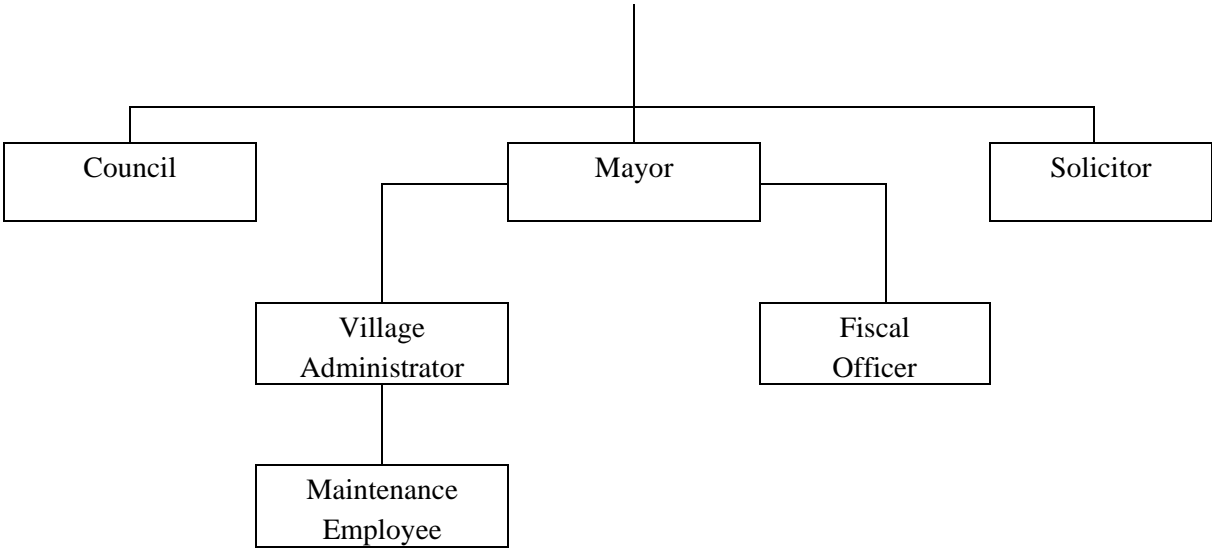 Council
Mayor
Solicitor
Village
Administrator
Fiscal
Officer
Maintenance
Employee